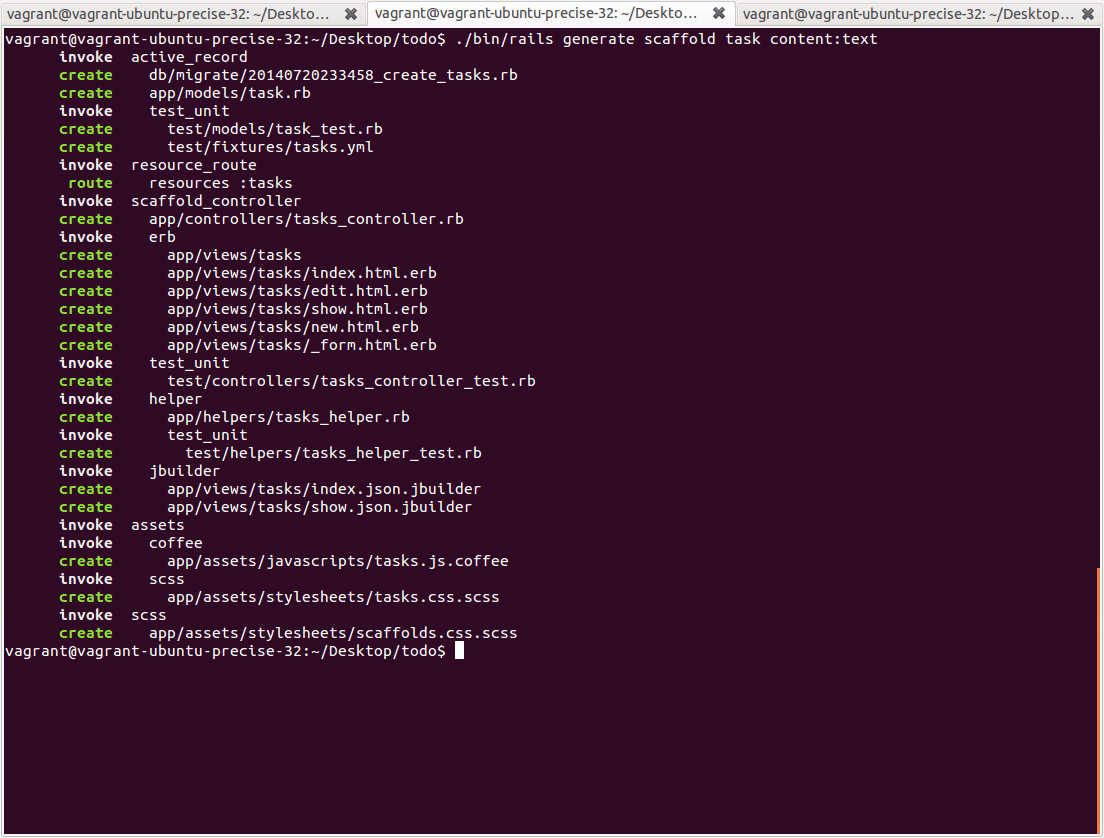 vagrant@vagrant-ubuntu-precise-32: ~/Deskto...
vagrant@vagrant-ubuntu-precise-32: ~/Deskto...
vagrant@vagrant-ubuntu-precise-32: ~/Desktop...
vagrant@vagrant-ubuntu-precise-32:~/Desktop/todo$ ./bin/rails generate scaffold task content:text
      invoke  active_record
      create    db/migrate/20140720233458_create_tasks.rb
      create    app/models/task.rb
      invoke    test_unit
      create      test/models/task_test.rb
      create      test/fixtures/tasks.yml
      invoke  resource_route
       route    resources :tasks
      invoke  scaffold_controller
      create    app/controllers/tasks_controller.rb
      invoke    erb
      create      app/views/tasks
      create      app/views/tasks/index.html.erb
      create      app/views/tasks/edit.html.erb
      create      app/views/tasks/show.html.erb
      create      app/views/tasks/new.html.erb
      create      app/views/tasks/_form.html.erb
      invoke    test_unit
      create      test/controllers/tasks_controller_test.rb
      invoke    helper
      create      app/helpers/tasks_helper.rb
      invoke      test_unit
      create        test/helpers/tasks_helper_test.rb
      invoke    jbuilder
      create      app/views/tasks/index.json.jbuilder
      create      app/views/tasks/show.json.jbuilder
      invoke  assets
      invoke    coffee
      create      app/assets/javascripts/tasks.js.coffee
      invoke    scss
      create      app/assets/stylesheets/tasks.css.scss
      invoke  scss
      create    app/assets/stylesheets/scaffolds.css.scss
vagrant@vagrant-ubuntu-precise-32:~/Desktop/todo$